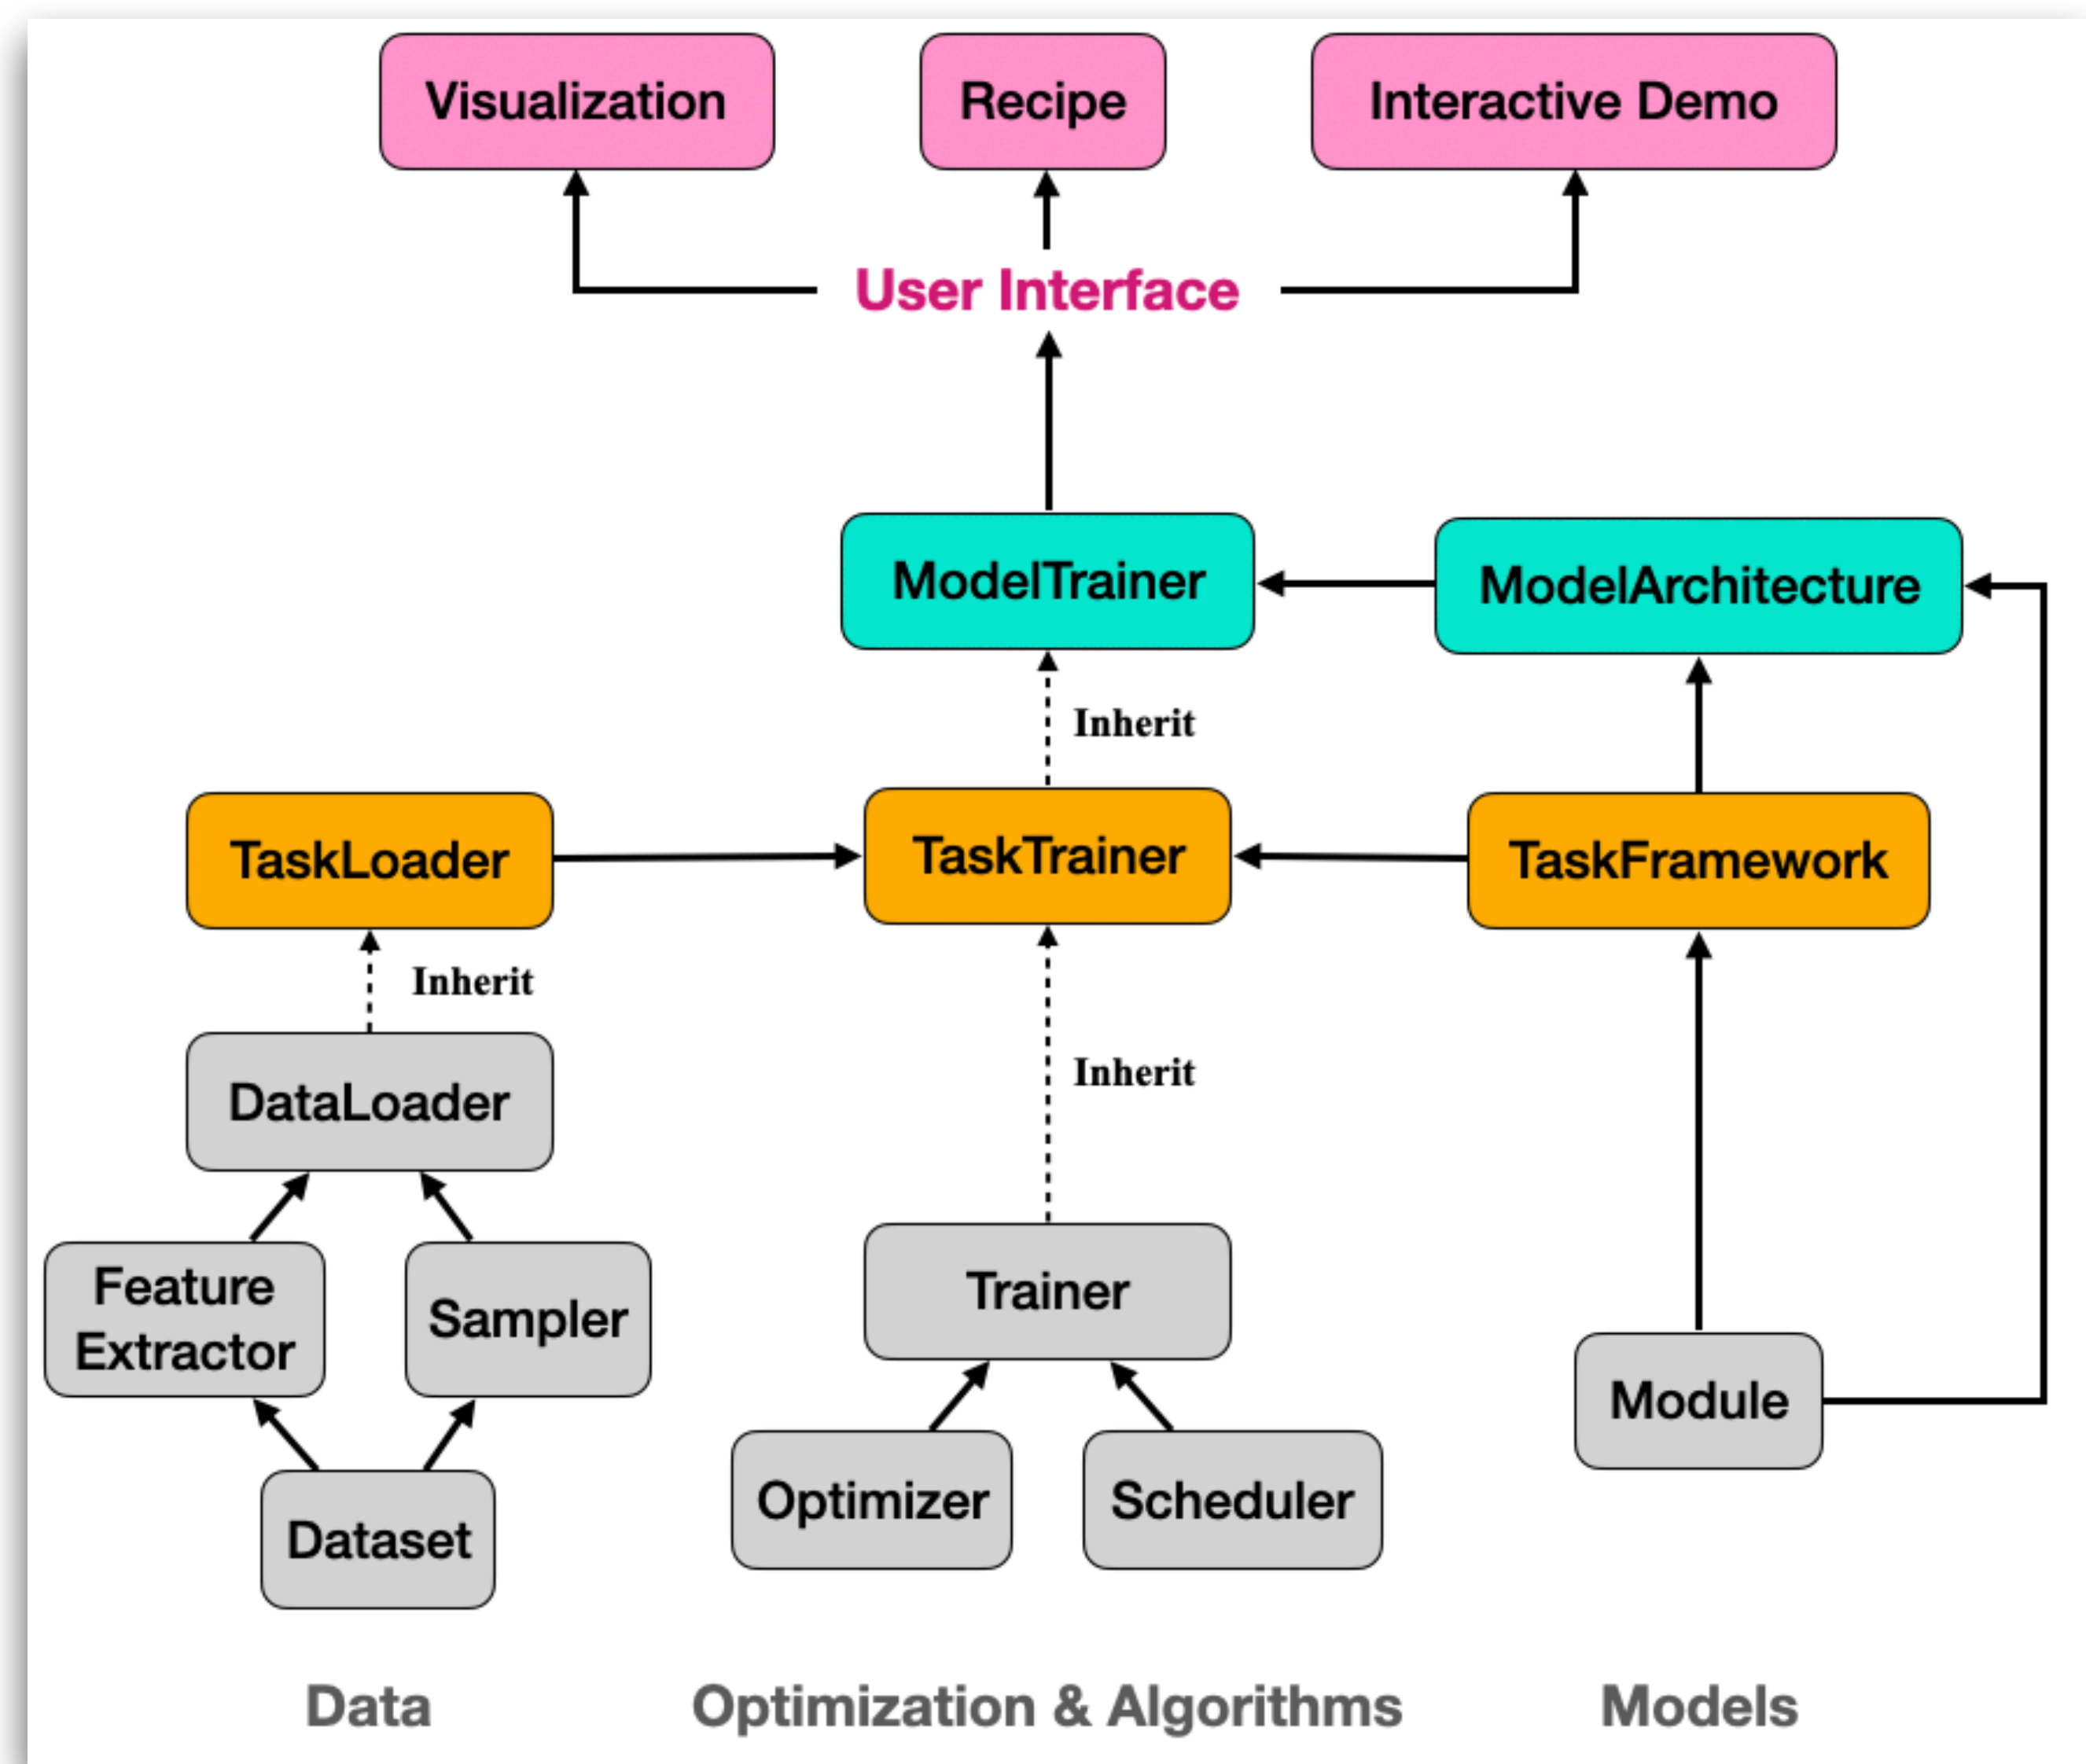 Visualization
Recipe
Interactive Demo
User Interface
ModelTrainer
ModelArchitecture
Inherit
TaskLoader
TaskTrainer
TaskFramework
Inherit
Inherit
DataLoader
Feature
Extractor
Sampler
Trainer
Module
Optimizer
Scheduler
Dataset
Data
Optimization & Algorithms
Models